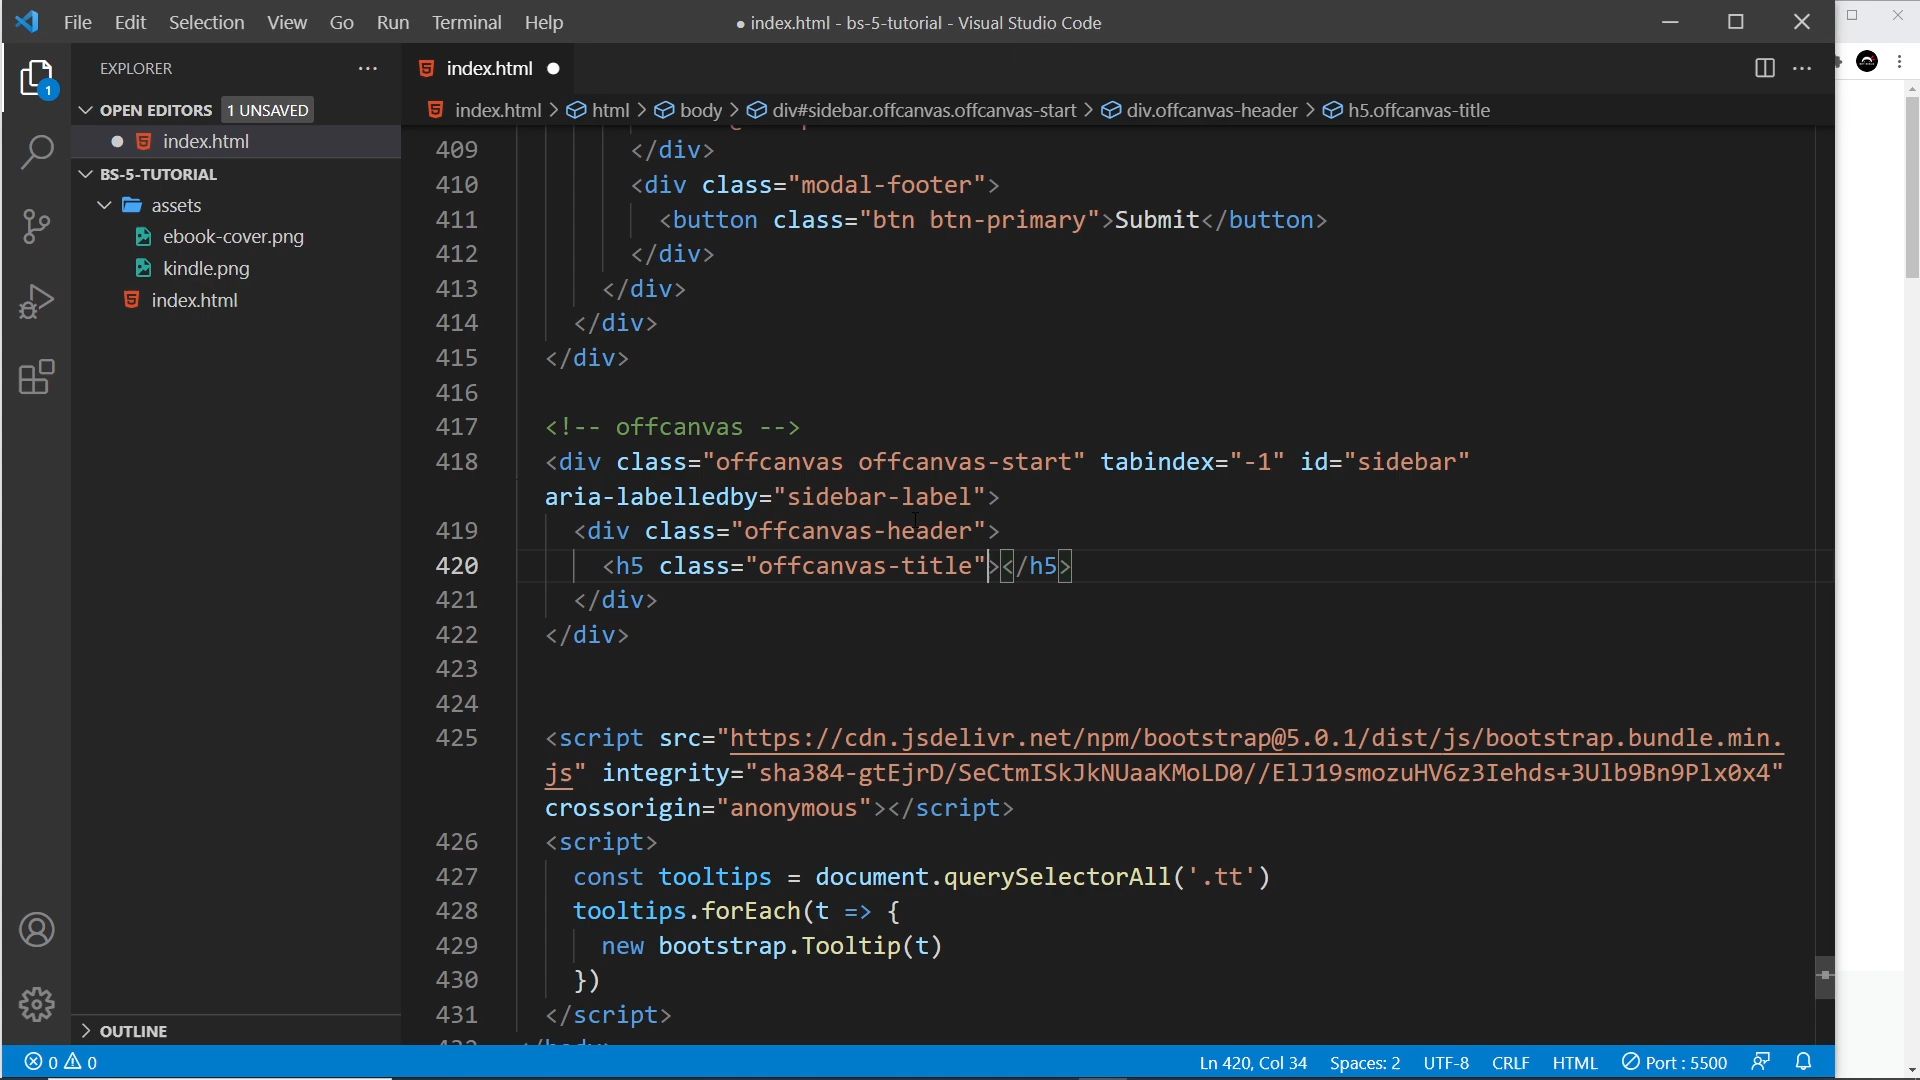 File Edit Selection View Go Run Terminal Help
● index.html - bs-5-tutorial - Visual Studio Code
1
EXPLORER
OPEN EDITORS 1 UNSAVED
index.html
BS-5-TUTORIAL
assets
ebook-cover.png
kindle.png
index.html
OUTLINE
index.html
index.html > html > body > div#sidebar.offcanvas.offcanvas-start > div.offcanvas-header > h5.offcanvas-title
409 </div>
410 <div class="modal-footer">
411 <button class="btn btn-primary">Submit</button>
412 </div>
413 </div>
414 </div>
415 </div>
416
417 <!-- offcanvas -->
418 <div class="offcanvas offcanvas-start" tabindex="-1" id="sidebar"
aria-labelledby="sidebar-label">
419 <div class="offcanvas-header">
420 <h5 class="offcanvas-title"></h5>
421 </div>
422 </div>
423
424
425 <script src="https://cdn.jsdelivr.net/npm/bootstrap@5.0.1/dist/js/bootstrap.bundle.min.
js" integrity="sha384-gtEjrD/SeCtmISkJkNUaaKMoLD0//ElJ19smozuHV6z3Iehds+3Ulb9Bn9Plx0x4"
crossorigin="anonymous"></script>
426 <script>
427 const tooltips = document.querySelectorAll('.tt')
428 tooltips.forEach(t => {
429 new bootstrap.Tooltip(t)
430 })
431 </script>
0 0
Ln 420, Col 34 Spaces: 2 UTF-8 CRLF HTML Port : 5500